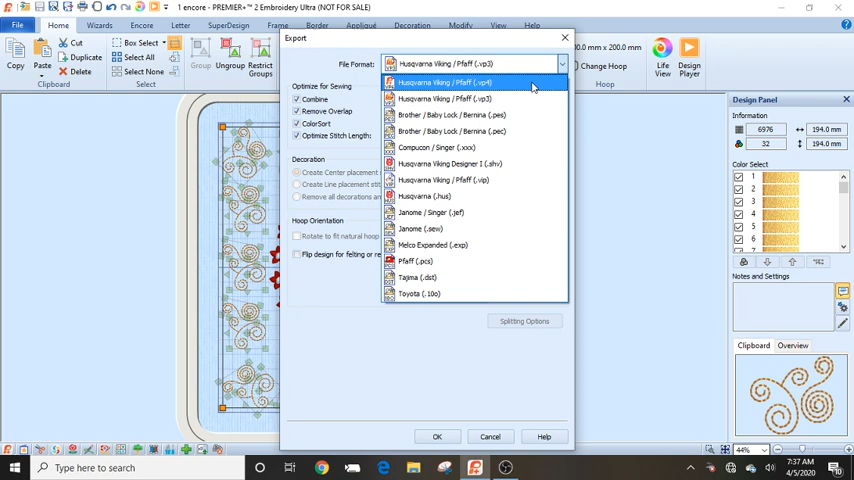 1 encore - PREMIER+™ 2 Embroidery Ultra (NOT FOR SALE)
File Home Wizards Encore Letter SuperDesign Frame Border Appliqué Decoration Modify View Help
Copy Paste Cut Duplicate Delete
Box Select Select All Select None
Group Ungroup Restrict Groups
00.0 mm x 200.0 mm
Change Hoop
Hoop
Life View Design Player
Export
File Format: Husqvarna Viking / Pfaff (.vp3)
Husqvarna Viking / Pfaff (.vp4)
Husqvarna Viking / Pfaff (.vp3)
Brother / Baby Lock / Bernina (.pes)
Brother / Baby Lock / Bernina (.pec)
Compucon / Singer (.xxx)
Husqvarna Viking Designer I (.shv)
Husqvarna Viking / Pfaff (.vip)
Husqvarna (.hus)
Janome / Singer (.jef)
Janome (.sew)
Melco Expanded (.exp)
Pfaff (.pcs)
Tajima (.dst)
Toyota (.10o)
Optimize for Sewing
Combine
Remove Overlap
ColorSort
Optimize Stitch Length:
Decoration
Create Center placement
Create Line placement stit
Remove all decorations an
Hoop Orientation
Rotate to fit natural hoop
Flip design for felting or re
Splitting Options
OK Cancel Help
Design Panel
Information
6976 194.0 mm
32 194.0 mm
Color Select
1
2
3
4
5
6
Notes and Settings
Clipboard Overview
44%
Type here to search
7:37 AM
4/5/2020